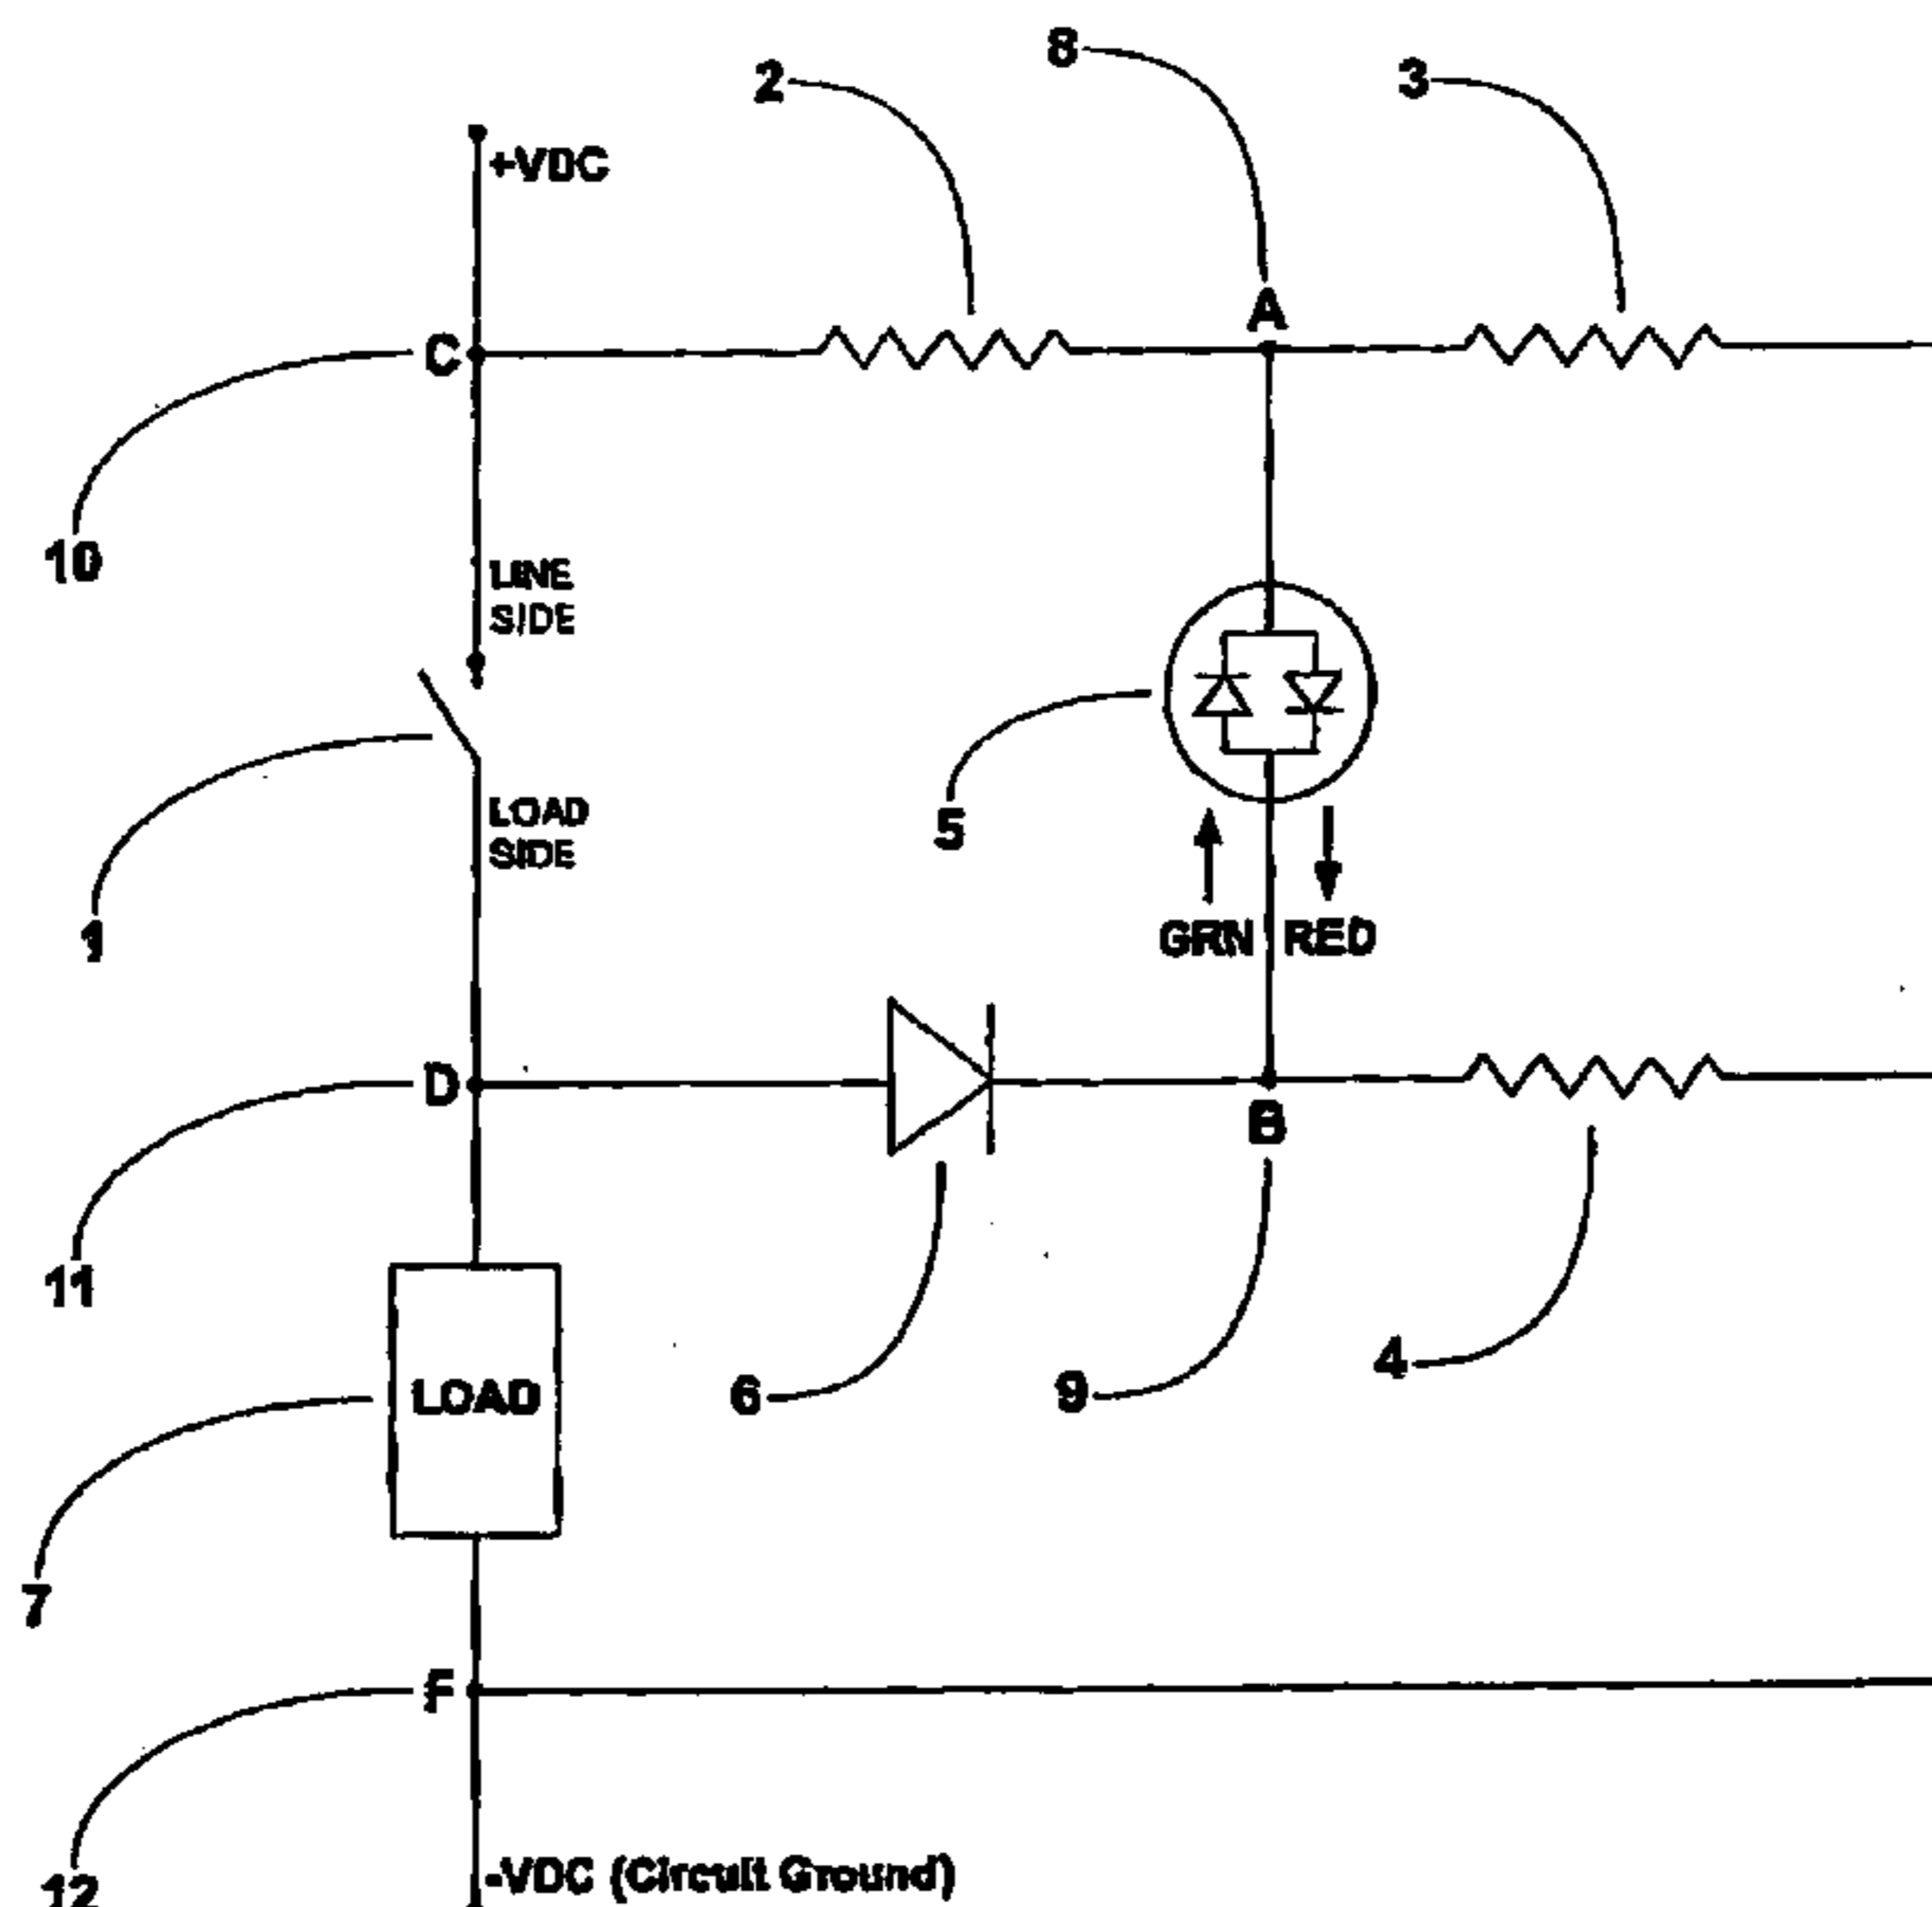 8
2
3
+VDC
A
C
10
LINE
SIDE
5
LOAD
SIDE
1
GRN RED
D
B
11
4
6
9
LOAD
7
F
-VDC (Circuit Ground)
12